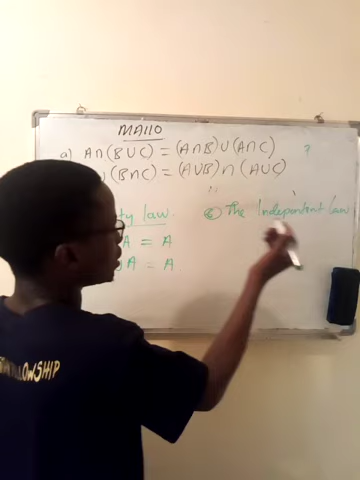 MA110
a) A∩(B∪C) = (A∩B)∪(A∩C) ?
(B∩C) = (A∪B)∩(A∪C)
law.
A = A
A = A
The Independent law
LOWSHIP